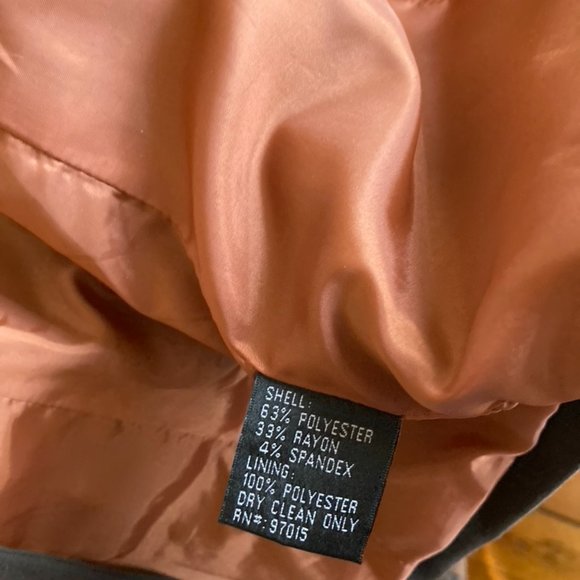 SHELL:
63% POLYESTER
33% RAYON
4% SPANDEX
LINING:
100% POLYESTER
DRY CLEAN ONLY
RN#: 97015